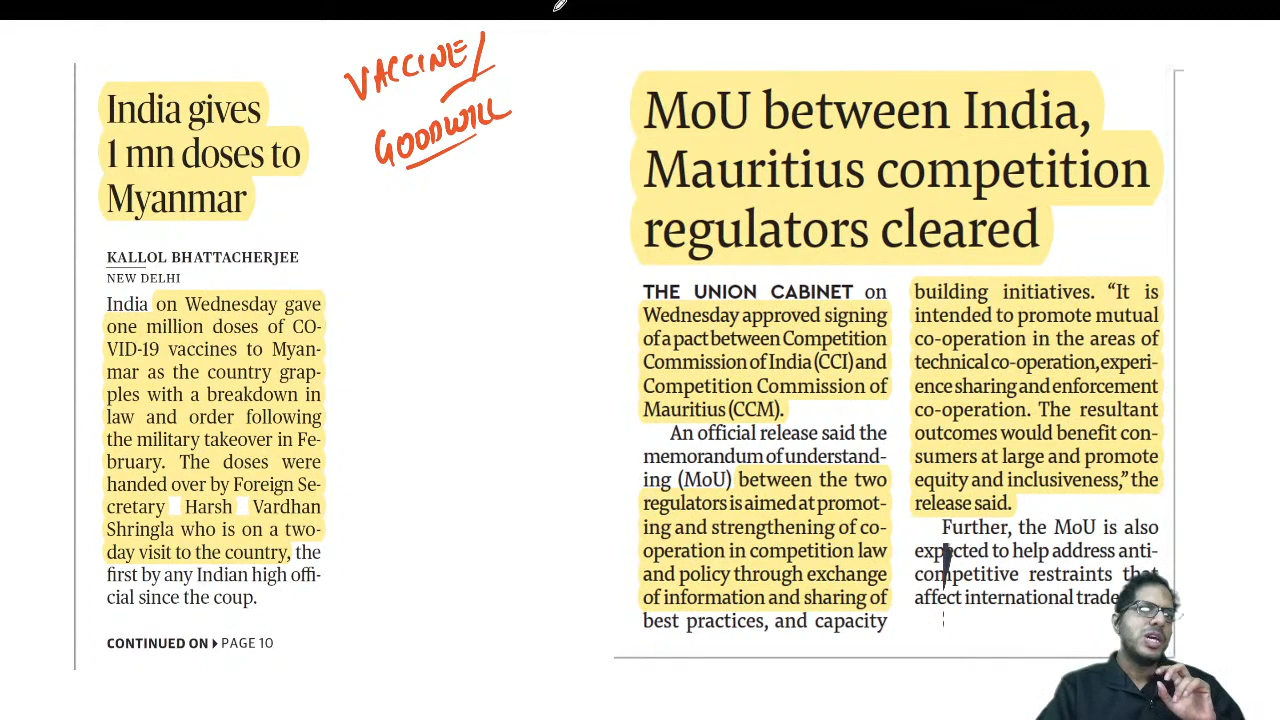 India gives
1 mn doses to
Myanmar
KALLOL BHATTACHERJEE
NEW DELHI
India on Wednesday gave
one million doses of CO-
VID-19 vaccines to Myan-
mar as the country grap-
ples with a breakdown in
law and order following
the military takeover in Fe-
bruary. The doses were
handed over by Foreign Se-
cretary Harsh Vardhan
Shringla who is on a two-
day visit to the country, the
first by any Indian high offi-
cial since the coup.
CONTINUED ON PAGE 10
VACCINE/
GOODWILL
MoU between India,
Mauritius competition
regulators cleared
THE UNION CABINET on
Wednesday approved signing
of a pact between Competition
Commission of India (CCI) and
Competition Commission of
Mauritius (CCM).
An official release said the
memorandum of understand-
ing (MoU) between the two
regulators is aimed at promot-
ing and strengthening of co-
operation in competition law
and policy through exchange
of information and sharing of
best practices, and capacity
building initiatives. “It is
intended to promote mutual
co-operation in the areas of
technical co-operation, experi-
ence sharing and enforcement
co-operation. The resultant
outcomes would benefit con-
sumers at large and promote
equity and inclusiveness,” the
release said.
Further, the MoU is also
expected to help address anti-
competitive restraints that
affect international trade